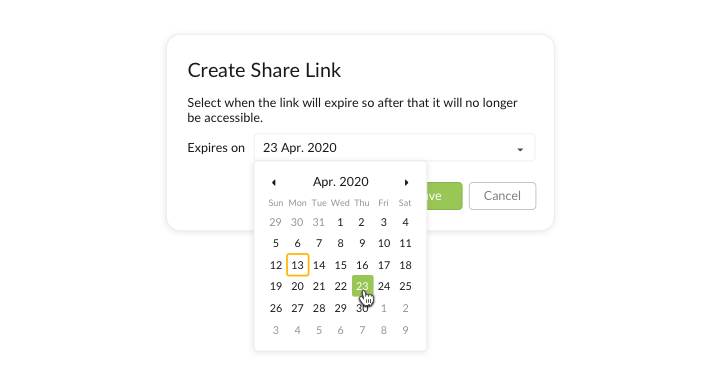 Create Share Link
Select when the link will expire so after that it will no longer
be accessible.
Expires on 23 Apr. 2020
Apr. 2020
Cancel
Sun Mon Tue Wed Thu Fri Sat
29 30 31 1 2 3 4
5 6 7 8 9 10 11
12 13 14 15 16 17 18
19 20 21 22 23 24 25
26 27 28 29 30 1 2
3 4 5 6 7 8 9